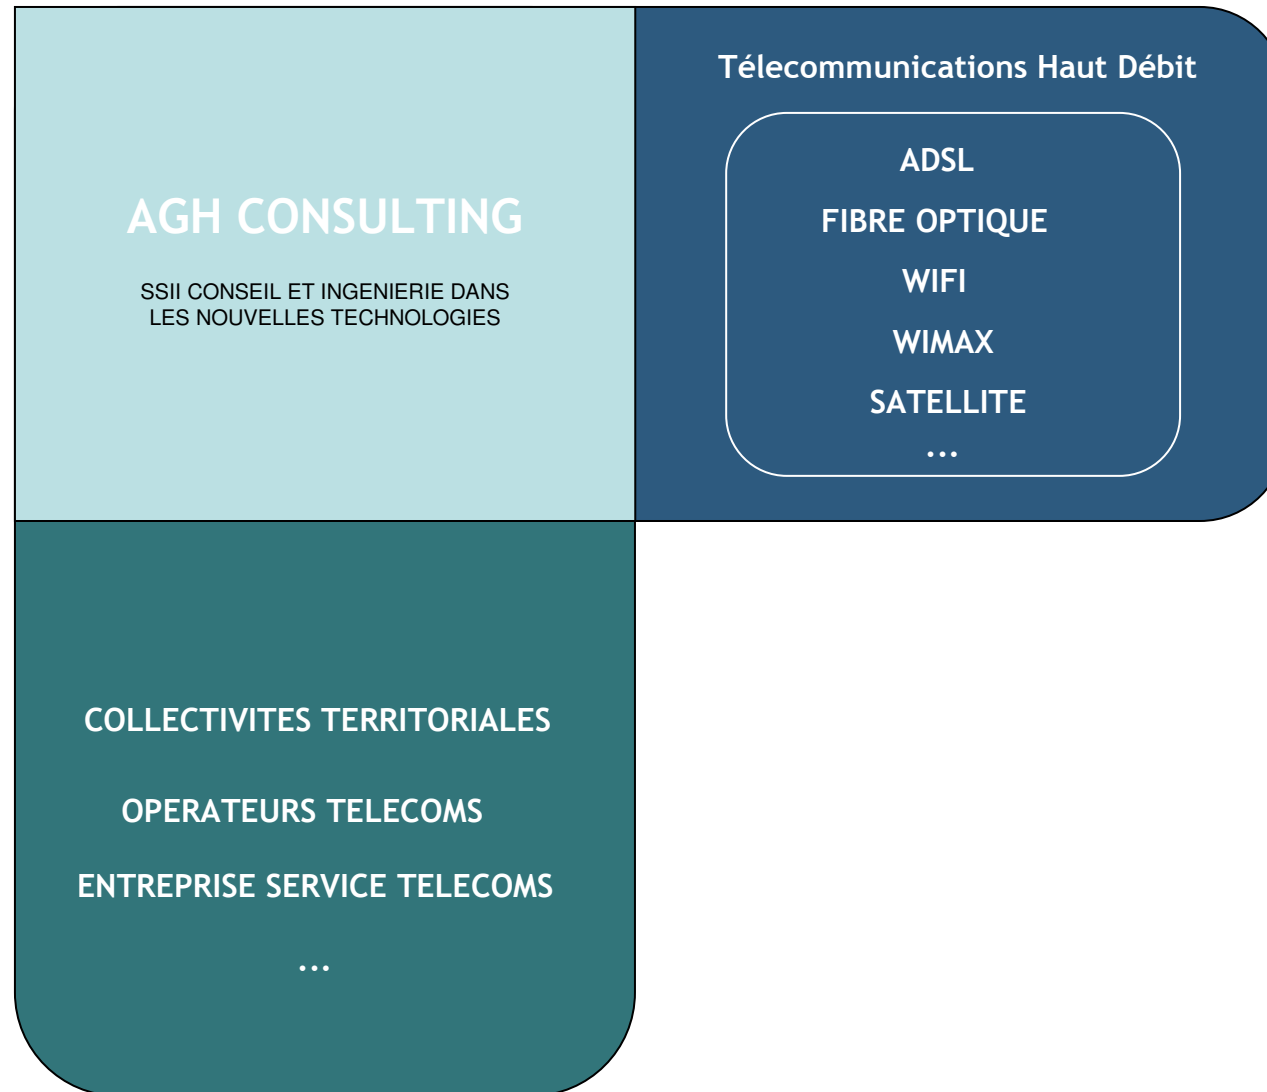 AGH CONSULTING
SSII CONSEIL ET INGENIERIE DANS
LES NOUVELLES TECHNOLOGIES
Télecommunications Haut Débit
ADSL
FIBRE OPTIQUE
WIFI
WIMAX
SATELLITE
...
COLLECTIVITES TERRITORIALES
OPERATEURS TELECOMS
ENTREPRISE SERVICE TELECOMS
...